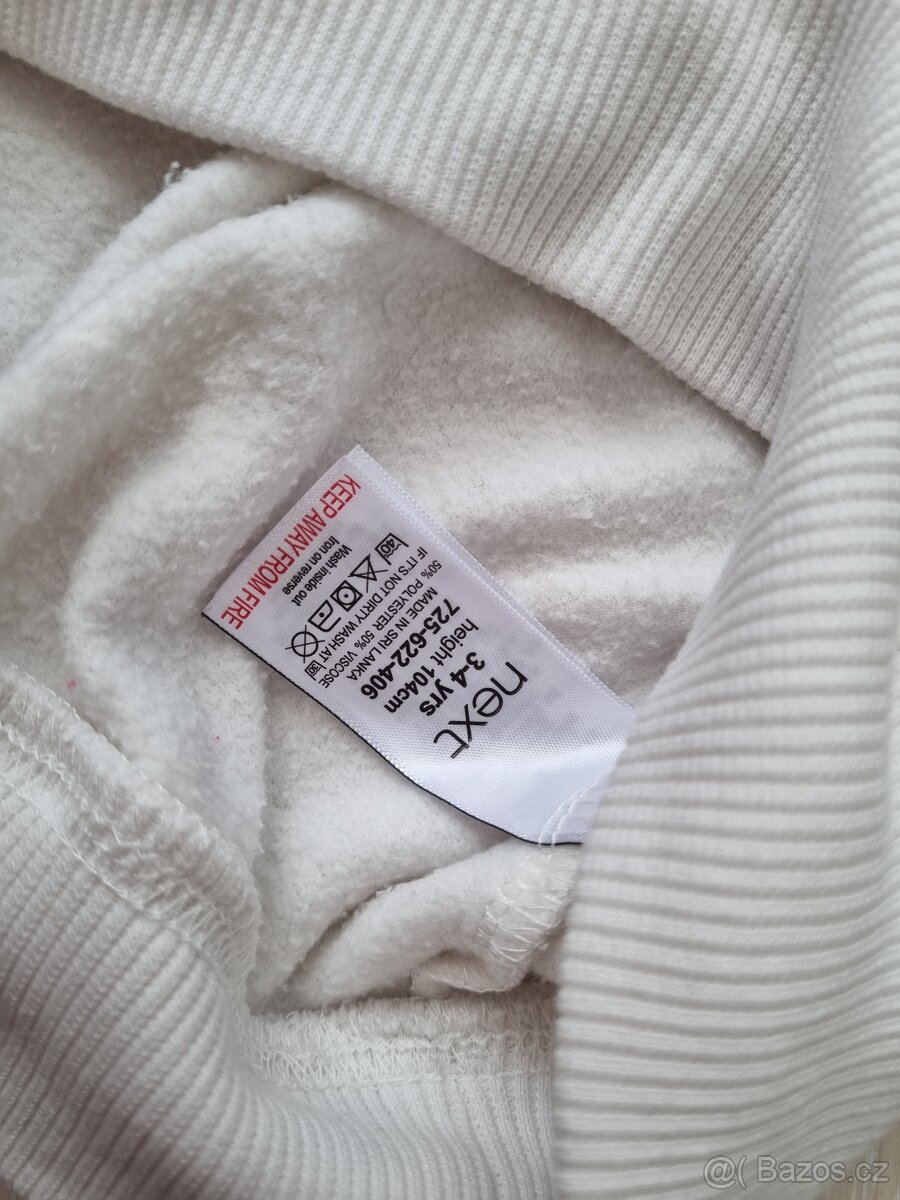 next
3-4 yrs
height 104cm
725-622-406
MADE IN SRI LANKA
50% POLYESTER 50% VISCOSE
IF IT'S NOT DIRTY WASH AT 30
40
Wash inside out
Iron on reverse
KEEP AWAY FROM FIRE
@( Bazos.cz